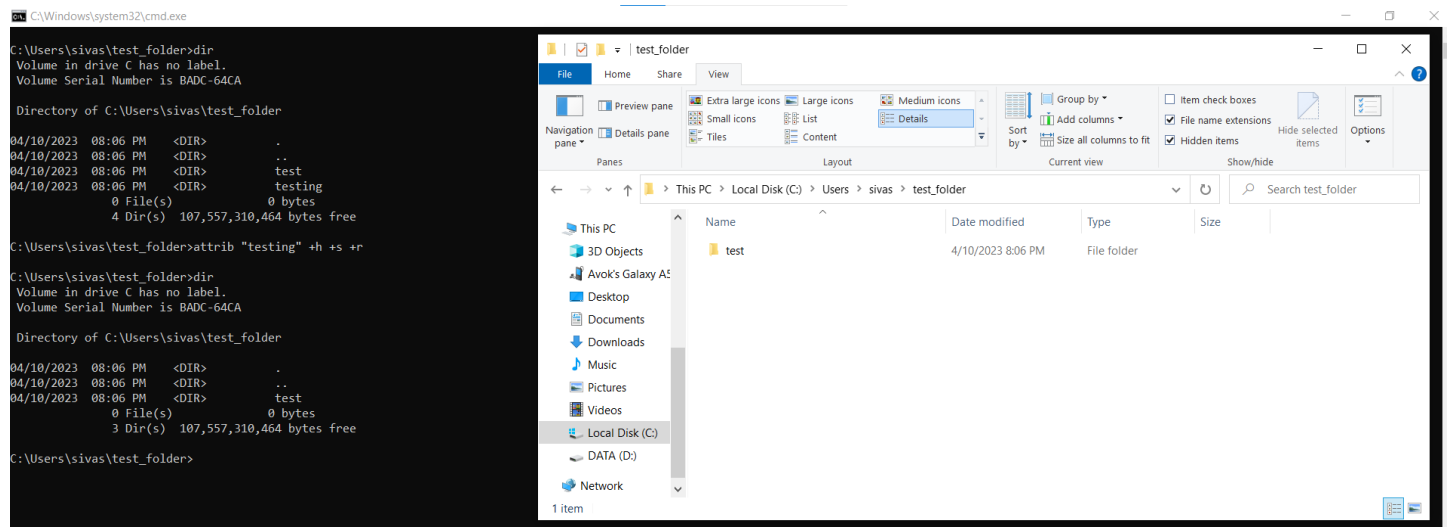 C:\Windows\system32\cmd.exe
C:\Users\sivas\test_folder>dir
Volume in drive C has no label.
Volume Serial Number is BADC-64CA
Directory of C:\Users\sivas\test_folder
04/10/2023 08:06 PM <DIR> .
04/10/2023 08:06 PM <DIR> ..
04/10/2023 08:06 PM <DIR> test
04/10/2023 08:06 PM <DIR> testing
0 File(s) 0 bytes
4 Dir(s) 107,557,310,464 bytes free
C:\Users\sivas\test_folder>attrib "testing" +h +s +r
C:\Users\sivas\test_folder>dir
Volume in drive C has no label.
Volume Serial Number is BADC-64CA
Directory of C:\Users\sivas\test_folder
04/10/2023 08:06 PM <DIR> .
04/10/2023 08:06 PM <DIR> ..
04/10/2023 08:06 PM <DIR> test
0 File(s) 0 bytes
3 Dir(s) 107,557,310,464 bytes free
C:\Users\sivas\test_folder>
test_folder
File Home Share View
Navigation pane
Preview pane
Details pane
Panes
Extra large icons Large icons Medium icons
Small icons List Details
Tiles Content
Layout
Sort by
Group by
Add columns
Size all columns to fit
Current view
Item check boxes
File name extensions
Hidden items
Hide selected items
Show/hide
Options
This PC > Local Disk (C:) > Users > sivas > test_folder
Search test_folder
This PC
3D Objects
Avok's Galaxy A5
Desktop
Documents
Downloads
Music
Pictures
Videos
Local Disk (C:)
DATA (D:)
Network
Name Date modified Type Size
test 4/10/2023 8:06 PM File folder
1 item